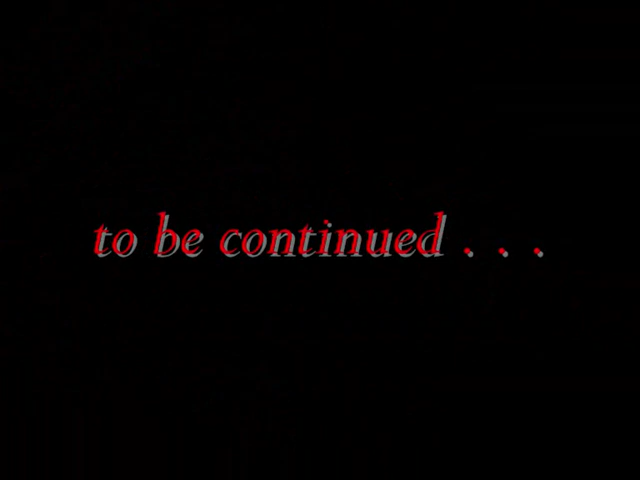 to be continued . . .